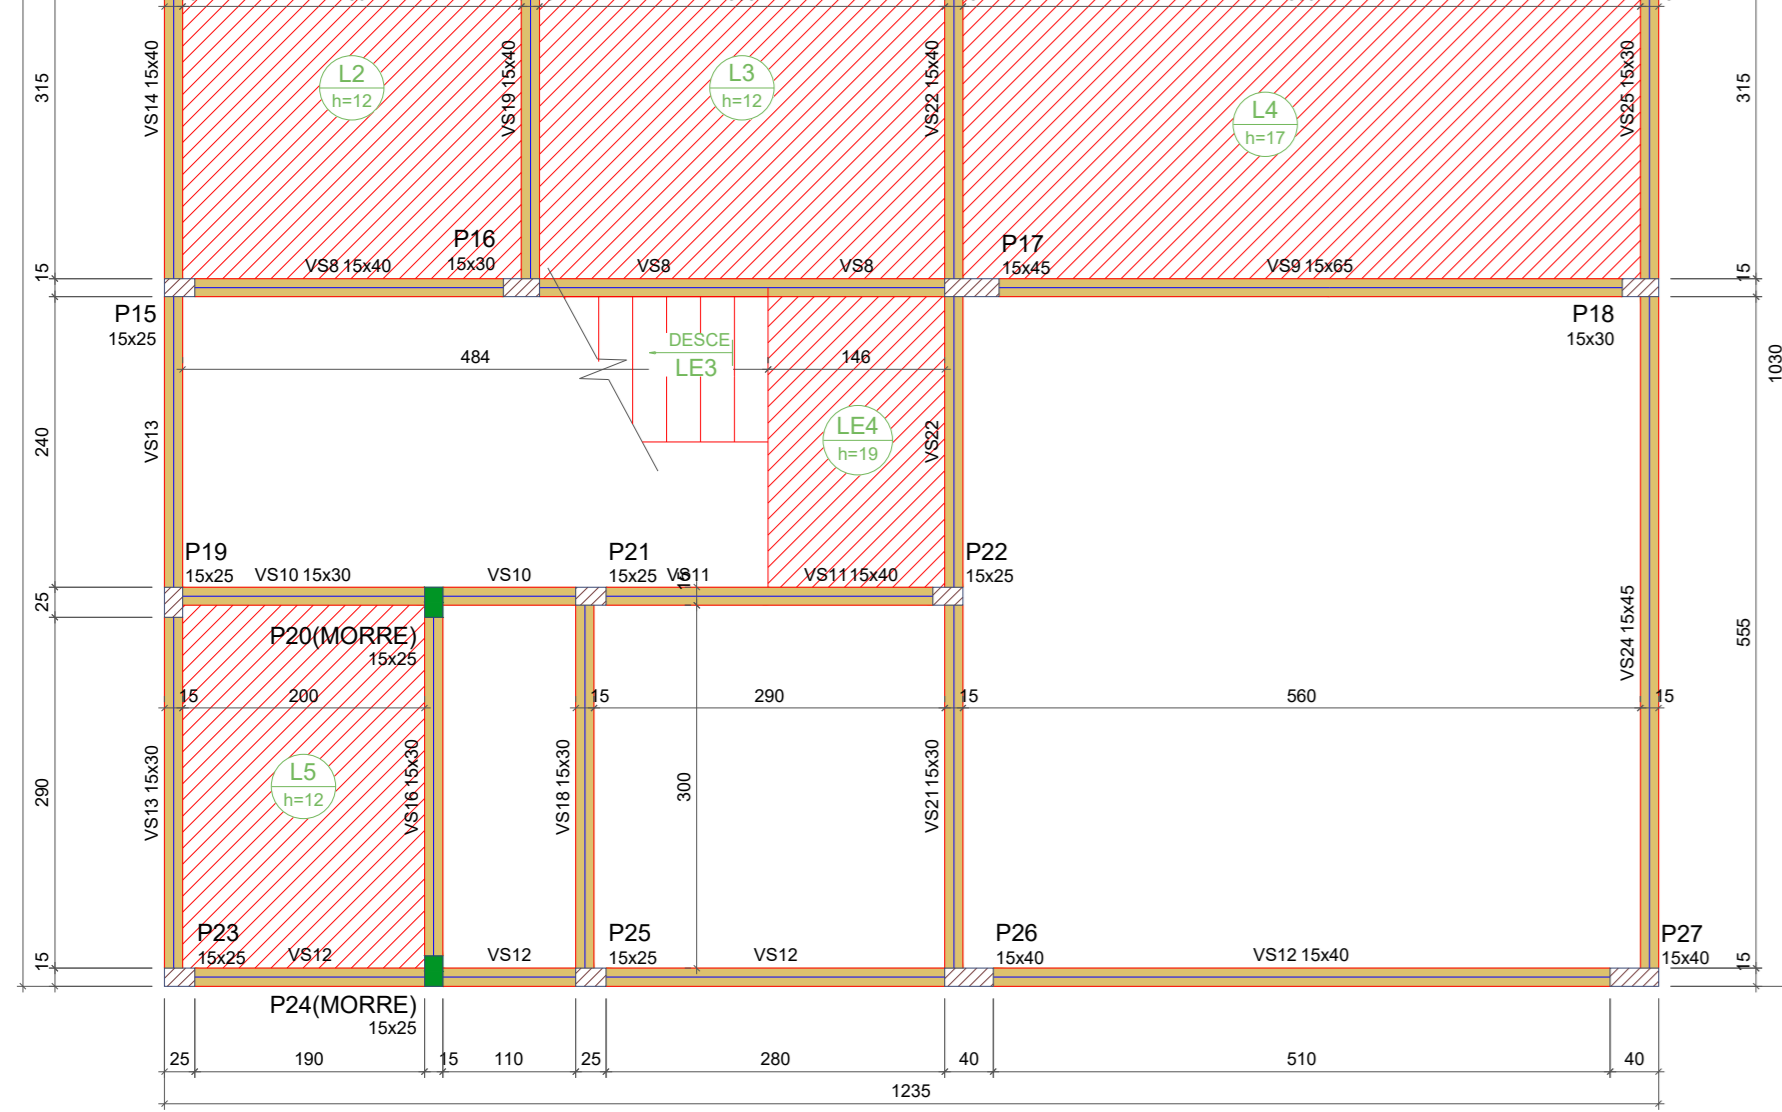 L2
h=12
L3
h=12
L4
h=17
VS14 15x40
VS19 15x40
VS22 15x40
VS25 15x30
315
315
P16
15x30
P17
15x45
VS8 15x40
VS8
VS8
VS9 15x65
15
15
P15
15x25
P18
15x30
DESCE
LE3
484
146
1030
LE4
h=19
VS13
VS22
240
P19
15x25
VS10 15x30
VS10
P21
15x25
VS11
15
VS11 15x40
P22
15x25
25
P20(MORRE)
15x25
VS24 15x45
555
15
200
15
290
15
560
15
L5
h=12
VS13 15x30
VS16 15x30
VS18 15x30
300
VS21 15x30
290
P23
15x25
VS12
VS12
P25
15x25
VS12
P26
15x40
VS12 15x40
P27
15x40
15
15
P24(MORRE)
15x25
25
190
15
110
25
280
40
510
40
1235